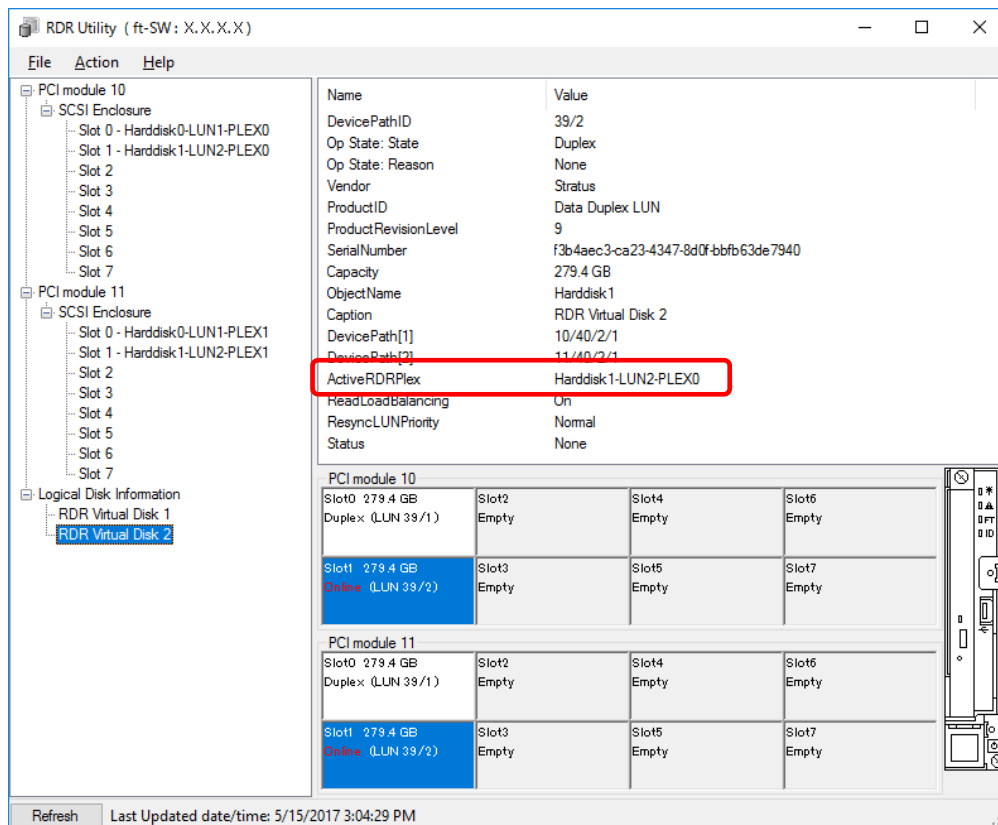 RDR Utility ( ft-SW : X.X.X.X )
File Action Help
PCI module 10
SCSI Enclosure
Slot 0 - Harddisk0-LUN1-PLEX0
Slot 1 - Harddisk1-LUN2-PLEX0
Slot 2
Slot 3
Slot 4
Slot 5
Slot 6
Slot 7
PCI module 11
SCSI Enclosure
Slot 0 - Harddisk0-LUN1-PLEX1
Slot 1 - Harddisk1-LUN2-PLEX1
Slot 2
Slot 3
Slot 4
Slot 5
Slot 6
Slot 7
Logical Disk Information
RDR Virtual Disk 1
RDR Virtual Disk 2
Name Value
DevicePathID 39/2
Op State: State Duplex
Op State: Reason None
Vendor Stratus
ProductID Data Duplex LUN
ProductRevisionLevel 9
SerialNumber f3b4aec3-ca23-4347-8d0f-bbfb63de7940
Capacity 279.4 GB
ObjectName Harddisk1
Caption RDR Virtual Disk 2
DevicePath[1] 10/40/2/1
DevicePath[2] 11/40/2/1
ActiveRDRPlex Harddisk1-LUN2-PLEX0
ReadLoadBalancing On
ResyncLUNPriority Normal
Status None
PCI module 10
Slot0 279.4 GB Slot2 Slot4 Slot6
Duplex (LUN 39/1) Empty Empty Empty
Slot1 279.4 GB Slot3 Slot5 Slot7
Online (LUN 39/2) Empty Empty Empty
PCI module 11
Slot0 279.4 GB Slot2 Slot4 Slot6
Duplex (LUN 39/1) Empty Empty Empty
Slot1 279.4 GB Slot3 Slot5 Slot7
Online (LUN 39/2) Empty Empty Empty
FT
ID
Refresh Last Updated date/time: 5/15/2017 3:04:29 PM